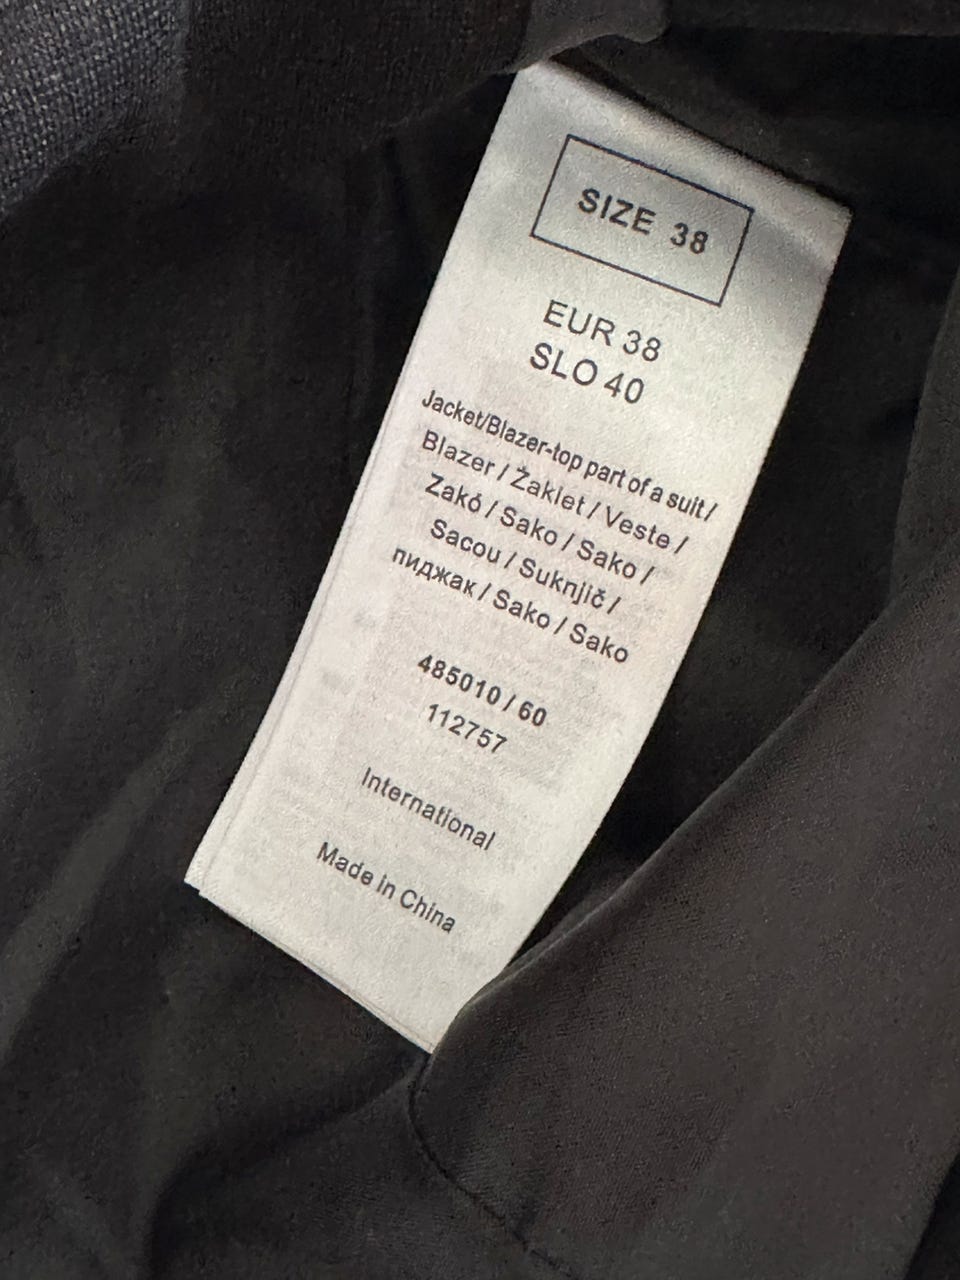 SIZE 38
EUR 38
SLO 40
Jacket/Blazer-top part of a suit/
Blazer / Žaklet / Veste /
Zakó / Sako / Sako /
Sacou / Suknjič /
пиджак / Sako / Sako
485010 / 60
112757
International
Made in China